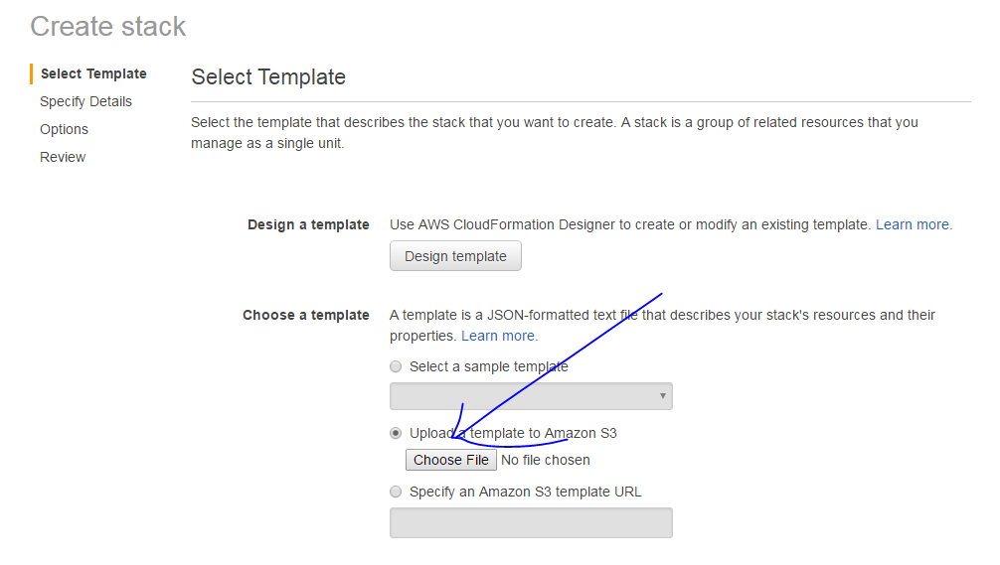 Create stack
Select Template
Specify Details
Options
Review
Select Template
Select the template that describes the stack that you want to create. A stack is a group of related resources that you
manage as a single unit.
Design a template
Use AWS CloudFormation Designer to create or modify an existing template. Learn more.
Design template
Choose a template
A template is a JSON-formatted text file that describes your stack's resources and their
properties. Learn more.
Select a sample template
Upload a template to Amazon S3
Choose File No file chosen
Specify an Amazon S3 template URL